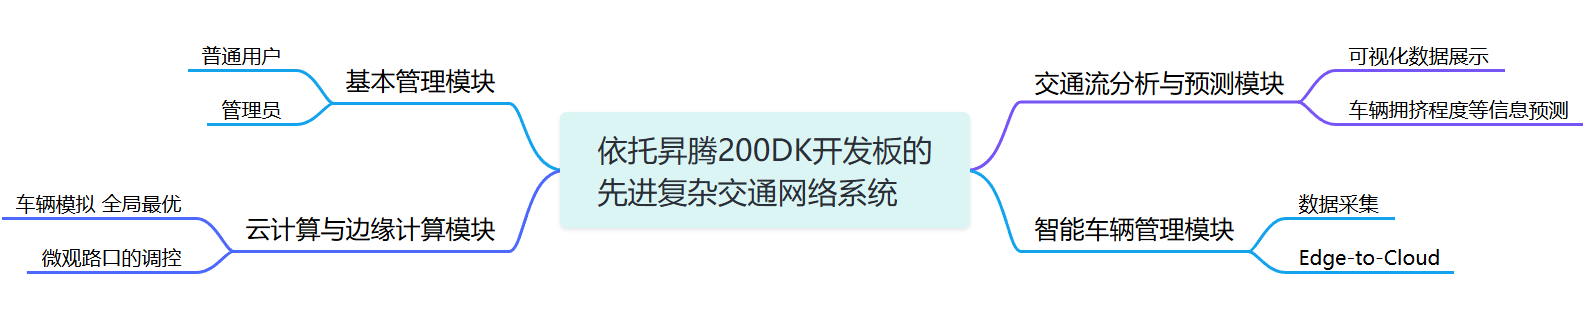 依托昇腾200DK开发板的
先进复杂交通网络系统
基本管理模块
普通用户
管理员
云计算与边缘计算模块
车辆模拟 全局最优
微观路口的调控
交通流分析与预测模块
可视化数据展示
车辆拥挤程度等信息预测
智能车辆管理模块
数据采集
Edge-to-Cloud